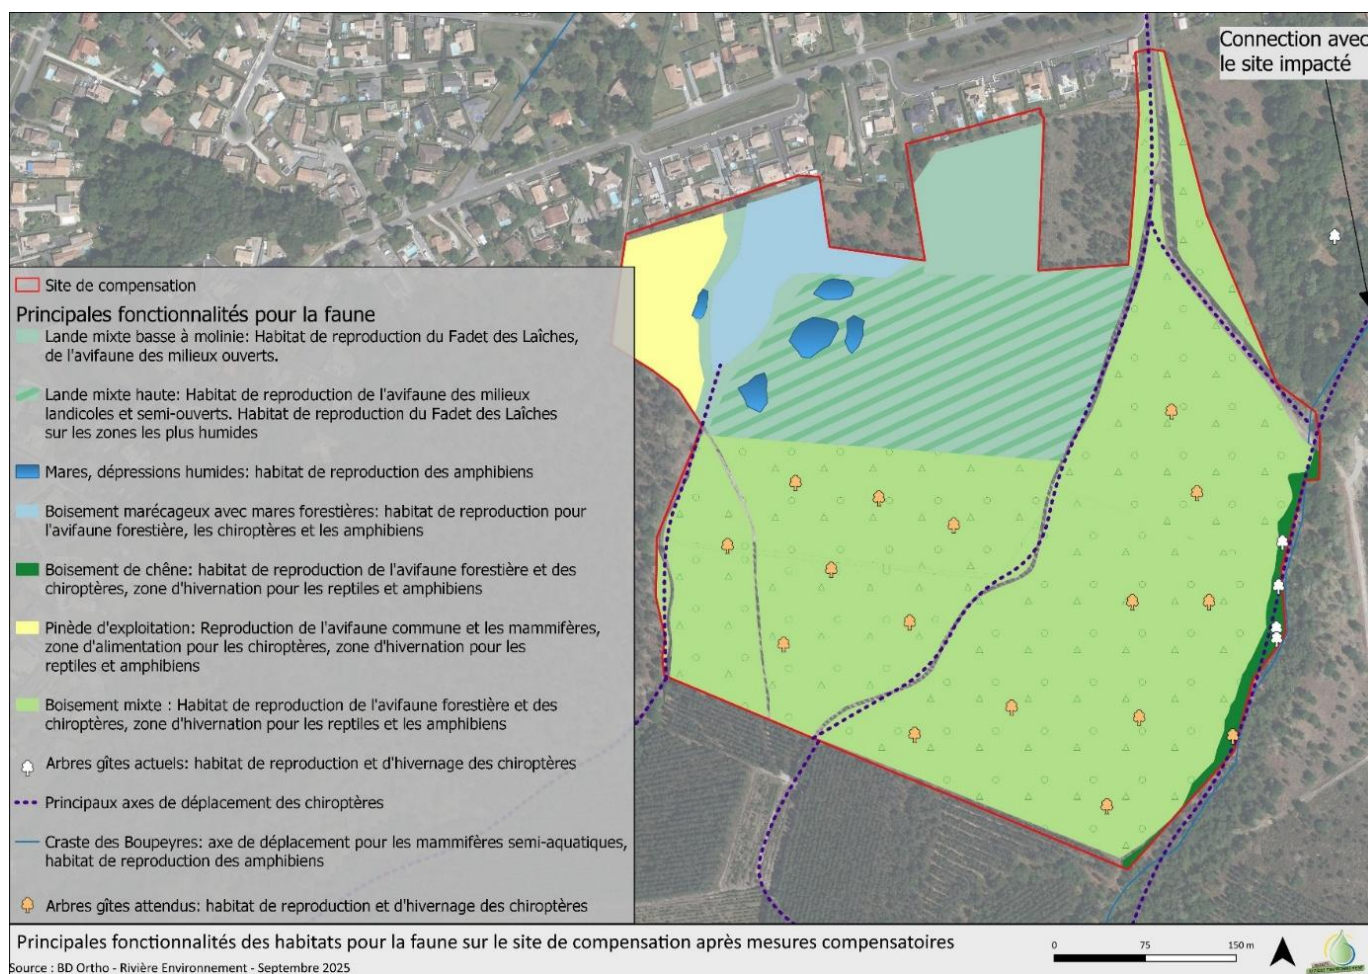 Connection avec
le site impacté
Site de compensation
Principales fonctionnalités pour la faune
Lande mixte basse à molinie: Habitat de reproduction du Fadet des Laîches,
de l'avifaune des milieux ouverts.
Lande mixte haute: Habitat de reproduction de l'avifaune des milieux
landicoles et semi-ouverts. Habitat de reproduction du Fadet des Laîches
sur les zones les plus humides
Mares, dépressions humides: habitat de reproduction des amphibiens
Boisement marécageux avec mares forestières: habitat de reproduction pour
l'avifaune forestière, les chiroptères et les amphibiens
Boisement de chêne: habitat de reproduction de l'avifaune forestière et des
chiroptères, zone d'hivernation pour les reptiles et amphibiens
Pinède d'exploitation: Reproduction de l'avifaune commune et les mammifères,
zone d'alimentation pour les chiroptères, zone d'hivernation pour les
reptiles et amphibiens
Boisement mixte : Habitat de reproduction de l'avifaune forestière et des
chiroptères, zone d'hivernation pour les reptiles et les amphibiens
Arbres gîtes actuels: habitat de reproduction et d'hivernage des chiroptères
Principaux axes de déplacement des chiroptères
Craste des Boupeyres: axe de déplacement pour les mammifères semi-aquatiques,
habitat de reproduction des amphibiens
Arbres gîtes attendus: habitat de reproduction et d'hivernage des chiroptères
Principales fonctionnalités des habitats pour la faune sur le site de compensation après mesures compensatoires
0 75 150 m
Source : BD Ortho - Rivière Environnement - Septembre 2025